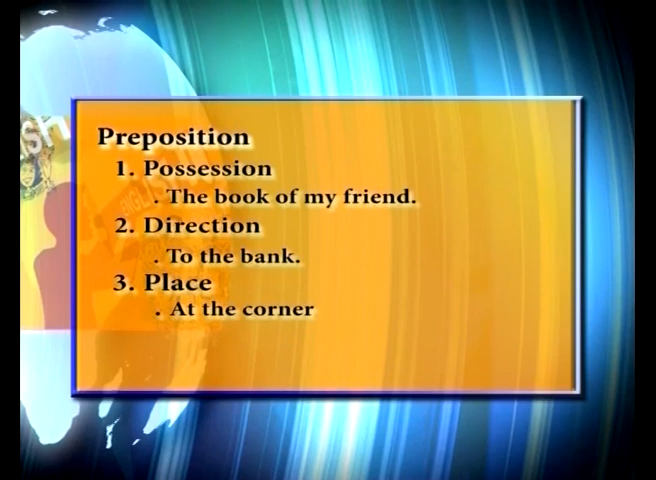 Preposition
1. Possession
. The book of my friend.
2. Direction
. To the bank.
3. Place
. At the corner